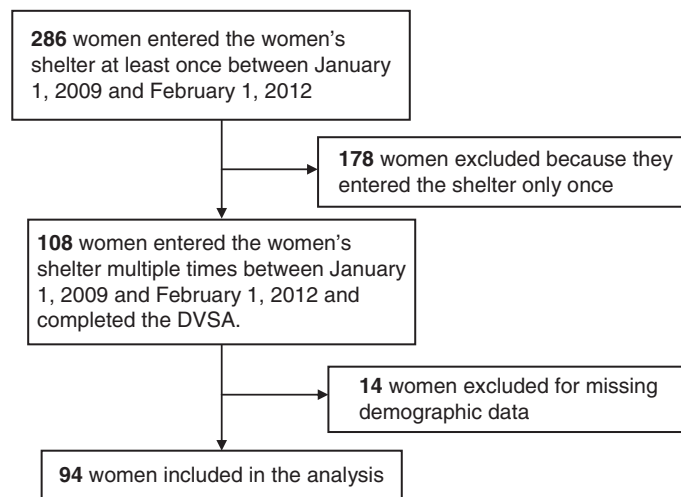 286 women entered the women's
shelter at least once between January
1, 2009 and February 1, 2012
178 women excluded because they
entered the shelter only once
108 women entered the women's
shelter multiple times between January
1, 2009 and February 1, 2012 and
completed the DVSA.
14 women excluded for missing
demographic data
94 women included in the analysis